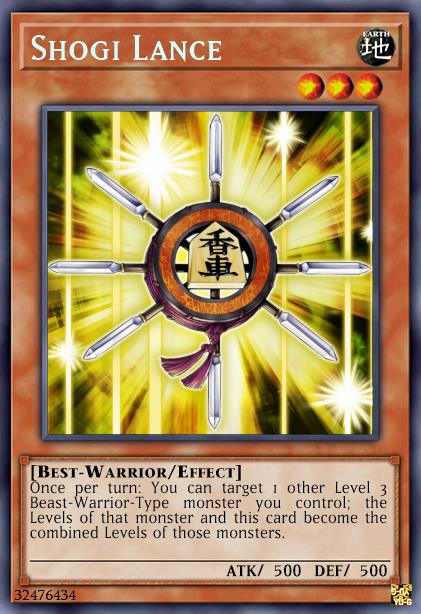 SHOGI LANCE
EARTH
地
香車
[BEST-WARRIOR/EFFECT]
Once per turn: You can target 1 other Level 3
Beast-Warrior-Type monster you control; the
Levels of that monster and this card become the
combined Levels of those monsters.
ATK/ 500 DEF/ 500
32476434